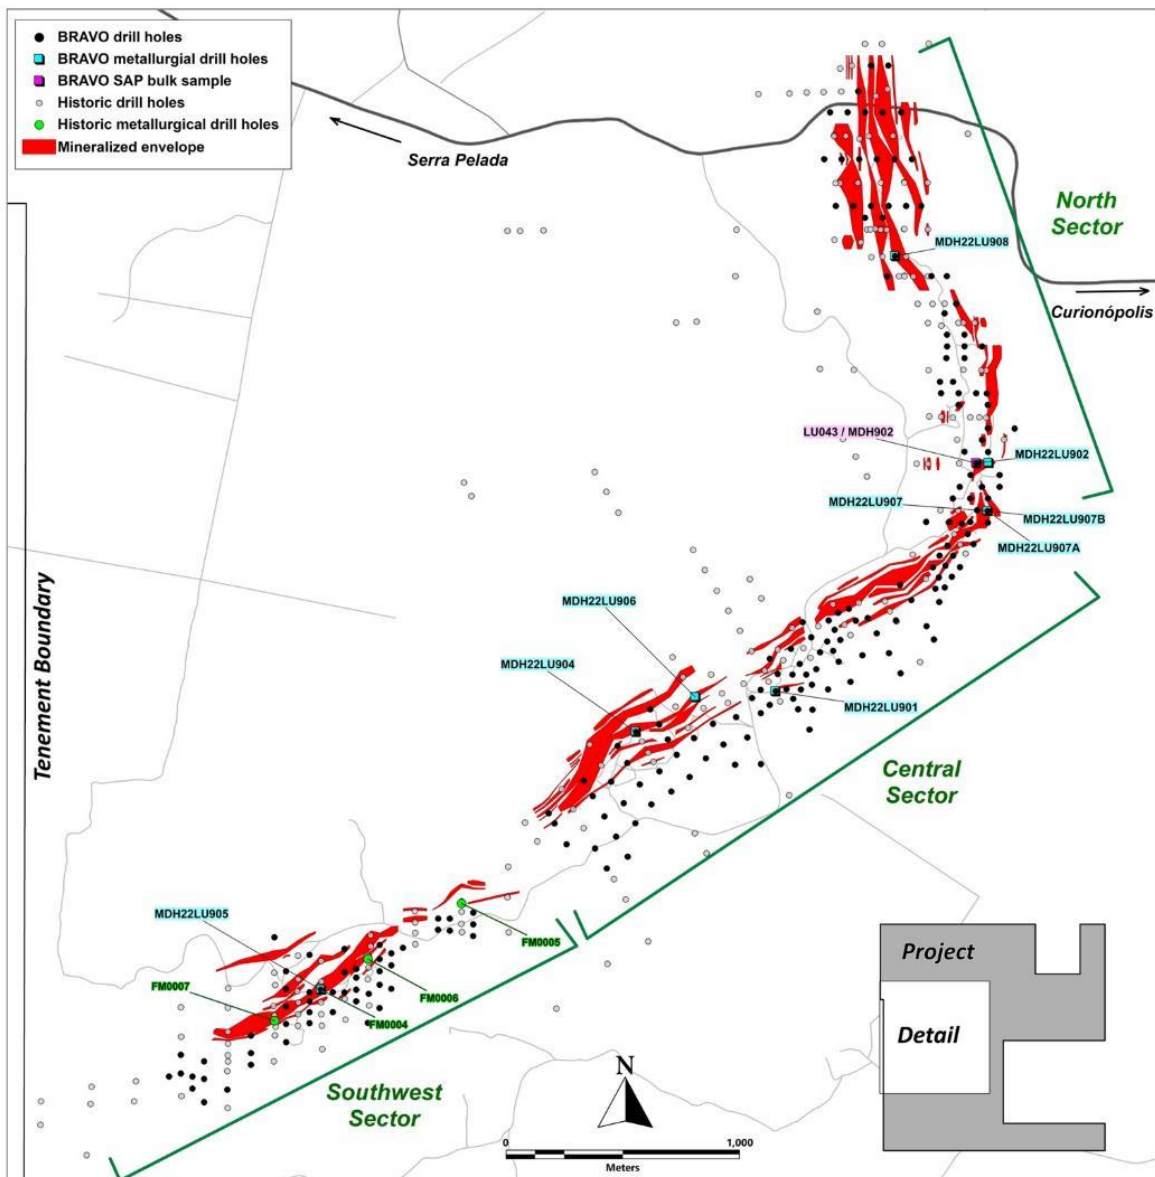 BRAVO drill holes
BRAVO metallurgial drill holes
BRAVO SAP bulk sample
Historic drill holes
Historic metallurgical drill holes
Mineralized envelope
Serra Pelada
North
Sector
MDH22LU908
Curionópolis
LU043 / MDH902
MDH22LU902
MDH22LU907
MDH22LU907B
MDH22LU907A
Tenement Boundary
MDH22LU906
MDH22LU904
MDH22LU901
Central
Sector
MDH22LU905
FM0005
FM0007
FM0006
FM0004
Southwest
Sector
N
0
1,000
Meters
Project
Detail